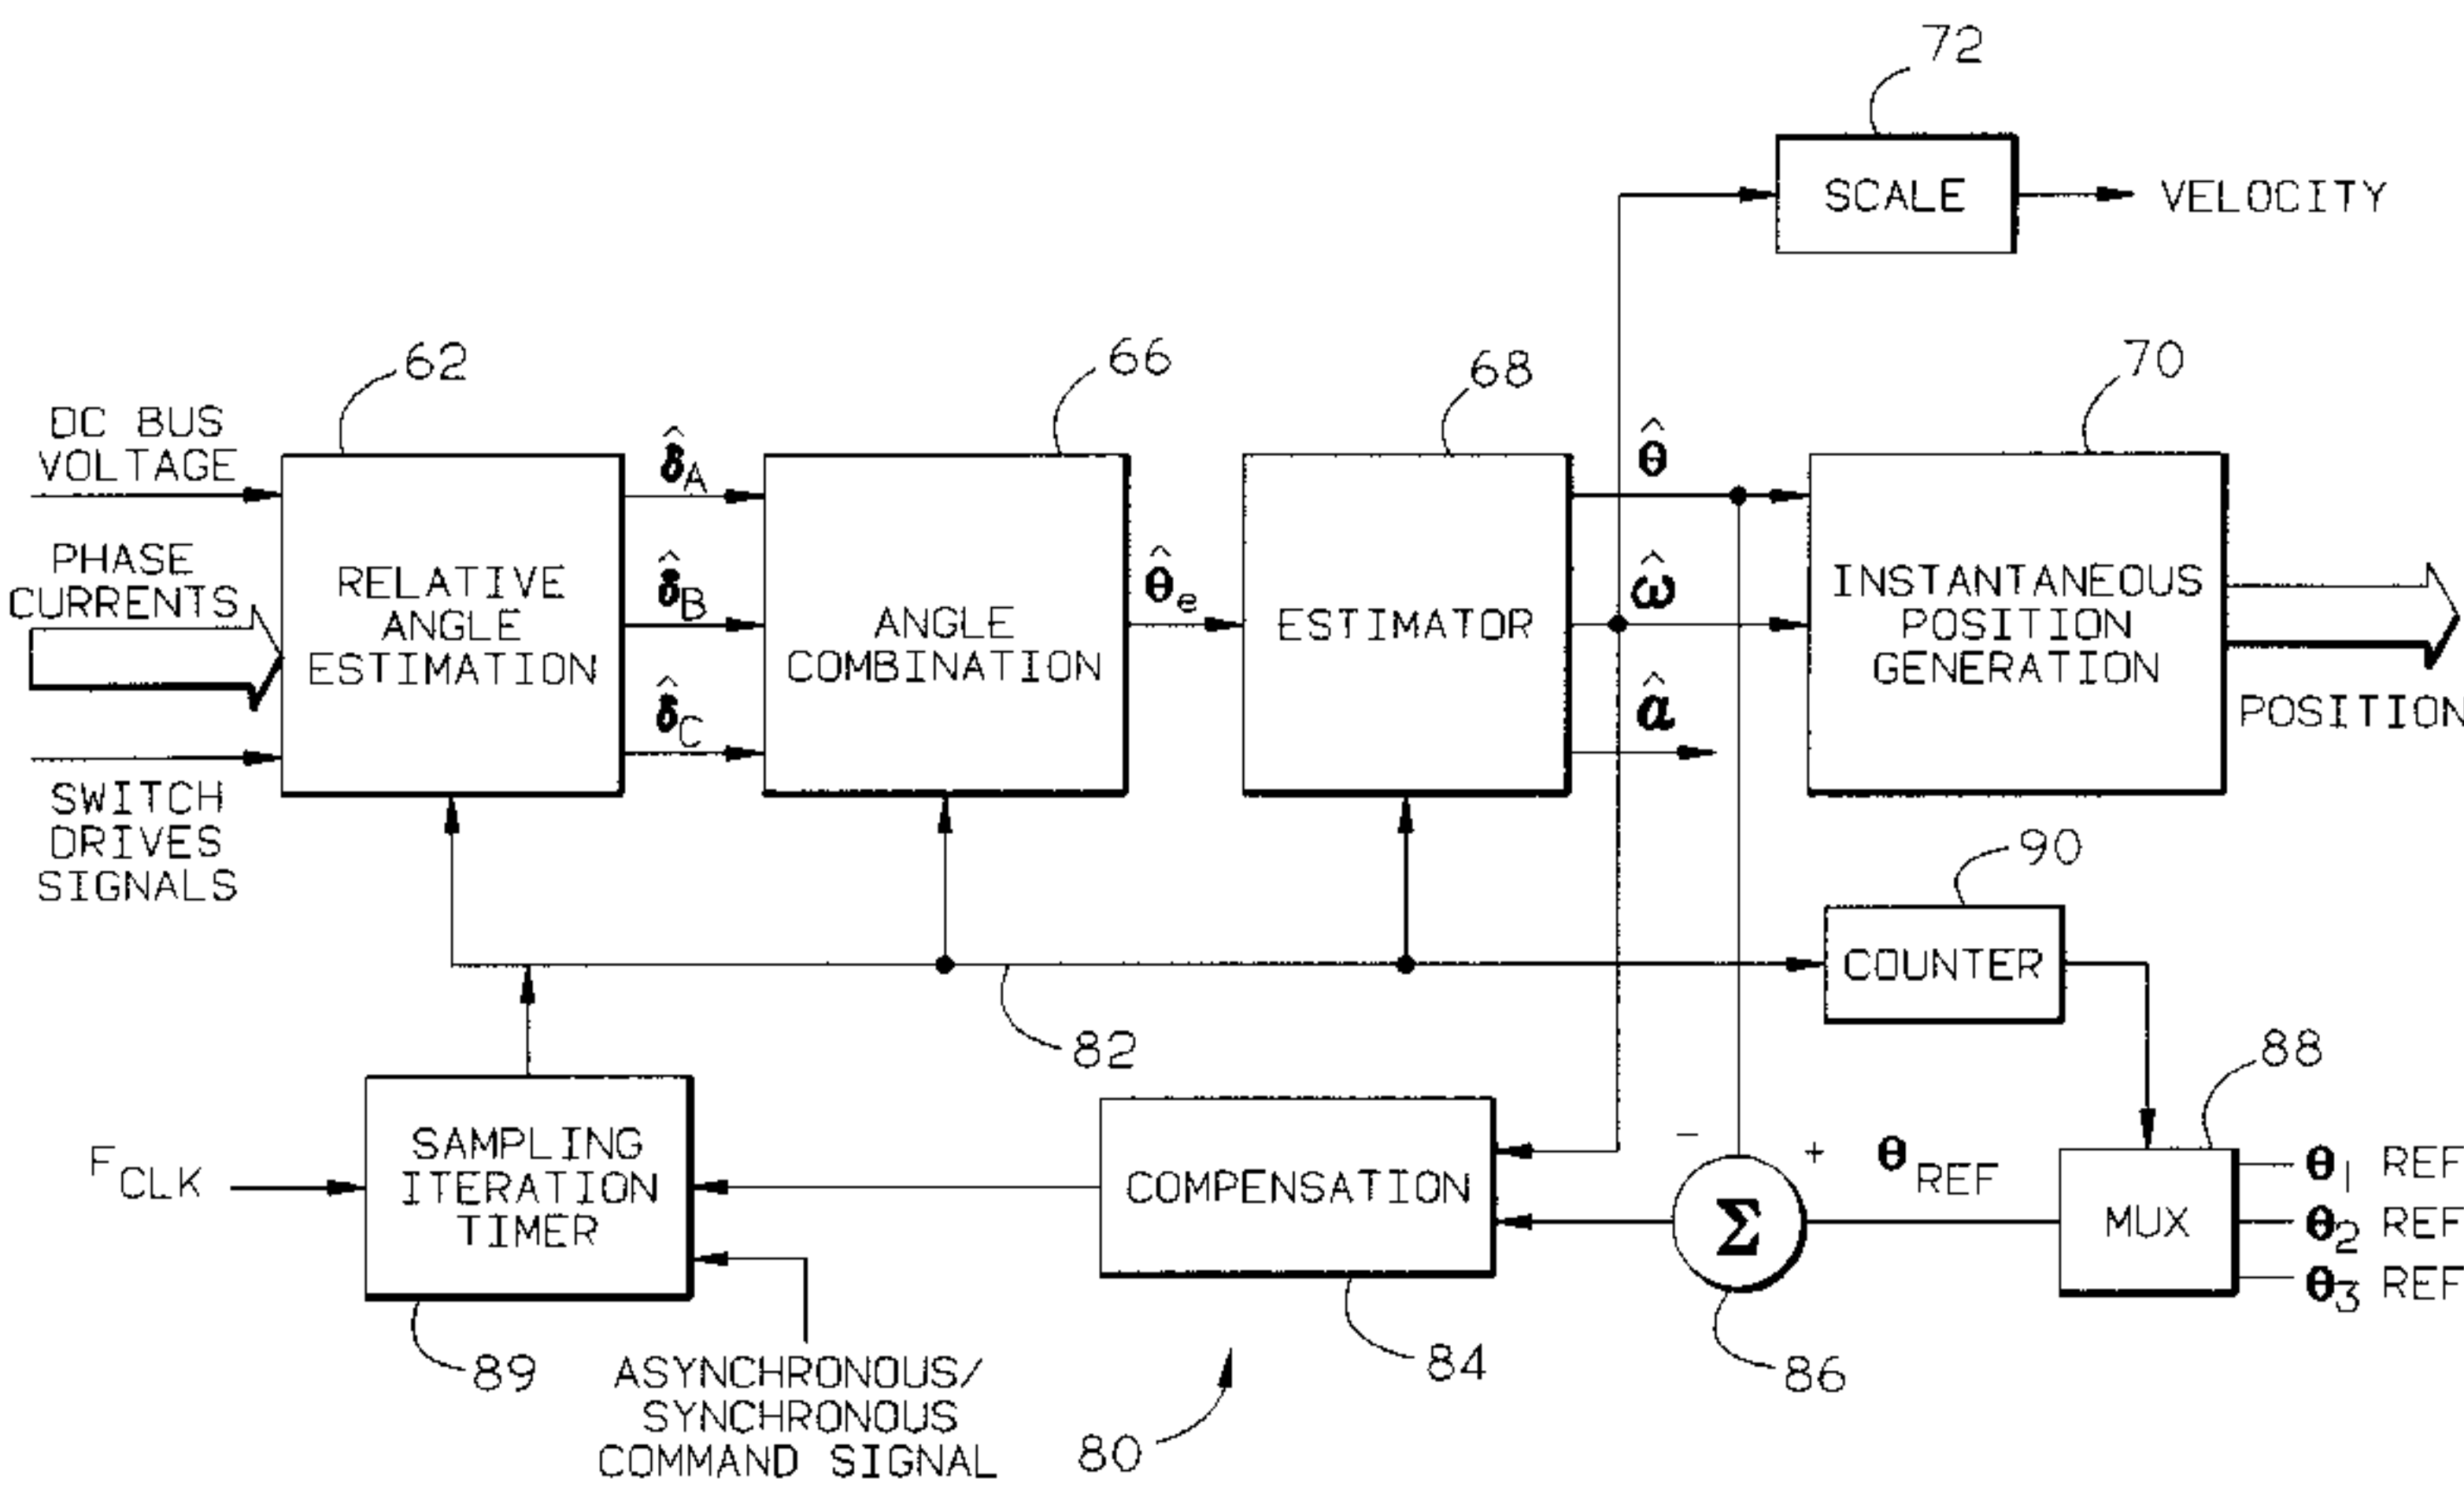 72
SCALE
VELOCITY
62
66
68
70
DC BUS
VOLTAGE
PHASE
CURRENTS
SWITCH
DRIVES
SIGNALS
RELATIVE
ANGLE
ESTIMATION
δ̂A
δ̂B
δ̂C
ANGLE
COMBINATION
θ̂e
ESTIMATOR
θ̂
ω̂
α̂
INSTANTANEOUS
POSITION
GENERATION
POSITION
90
COUNTER
82
88
FCLK
SAMPLING
ITERATION
TIMER
COMPENSATION
-
Σ
+
θREF
MUX
θ1 REF
θ2 REF
θ3 REF
89
ASYNCHRONOUS/
SYNCHRONOUS
COMMAND SIGNAL
80
84
86